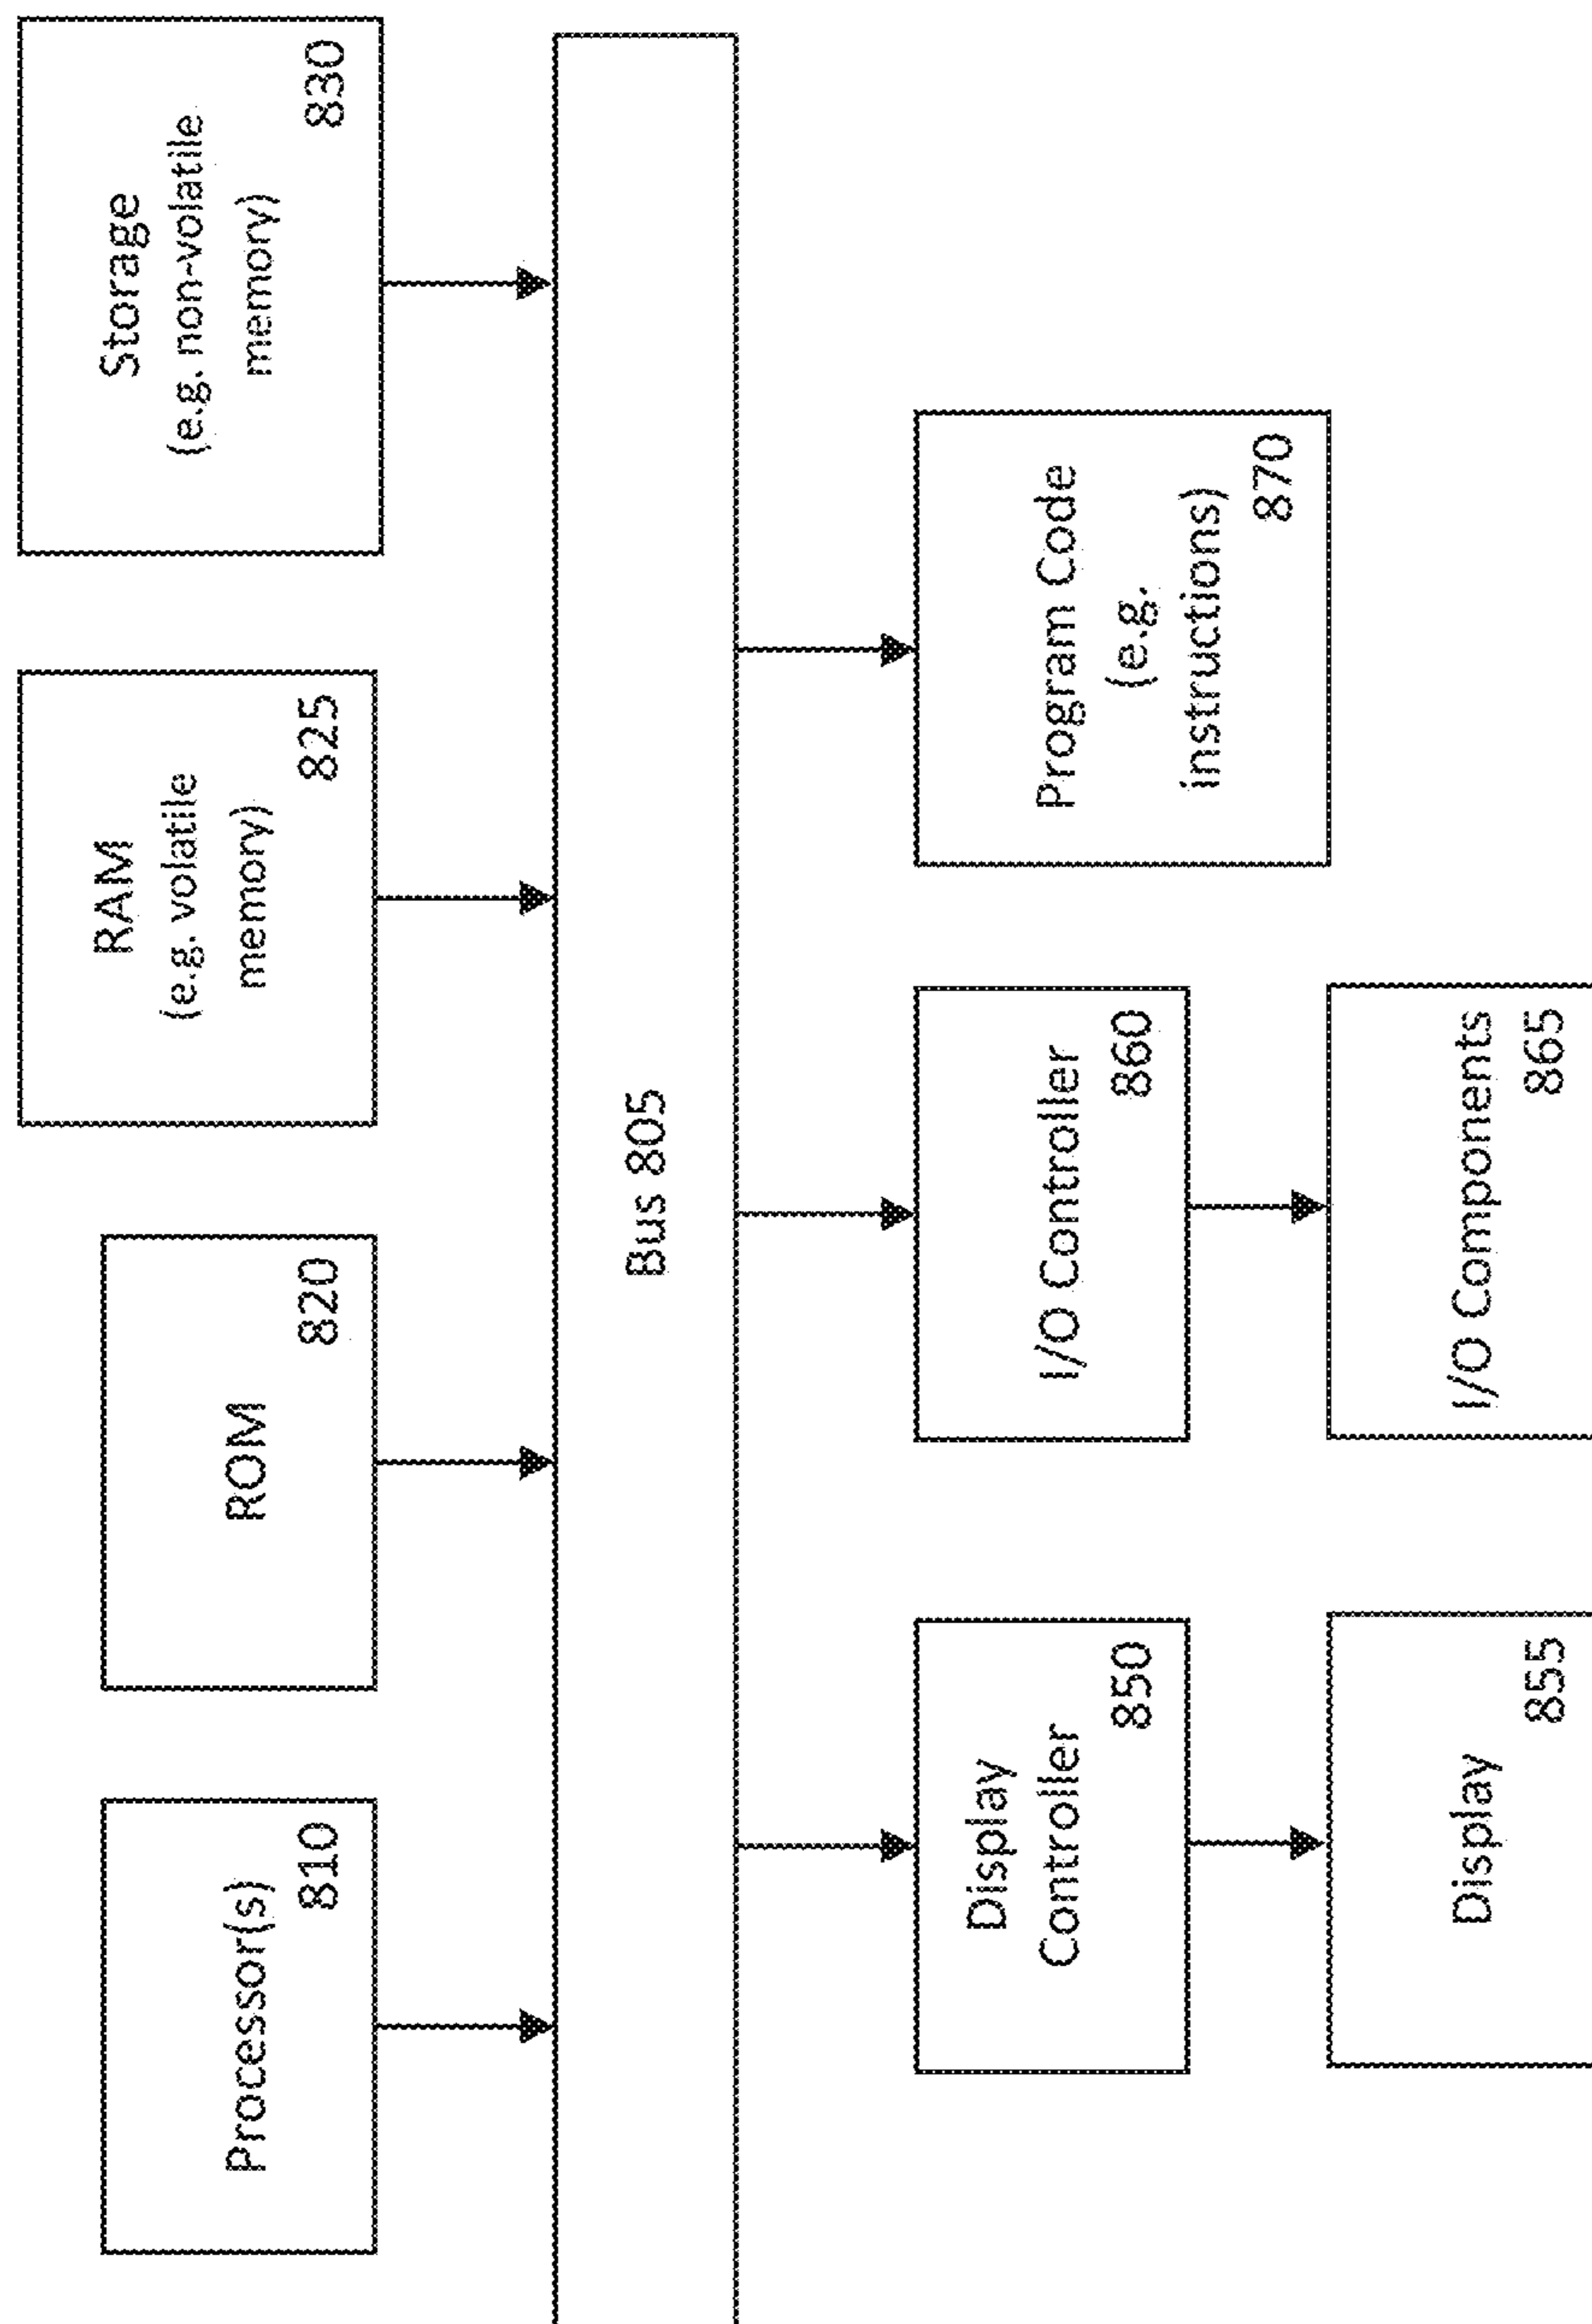 Processor(s)
810
ROM
820
RAM
(e.g. volatile
memory)
825
Storage
(e.g. non-volatile
memory)
830
Bus 805
Display
Controller
850
I/O Controller
860
Program Code
(e.g.
instructions)
870
Display
855
I/O Components
865